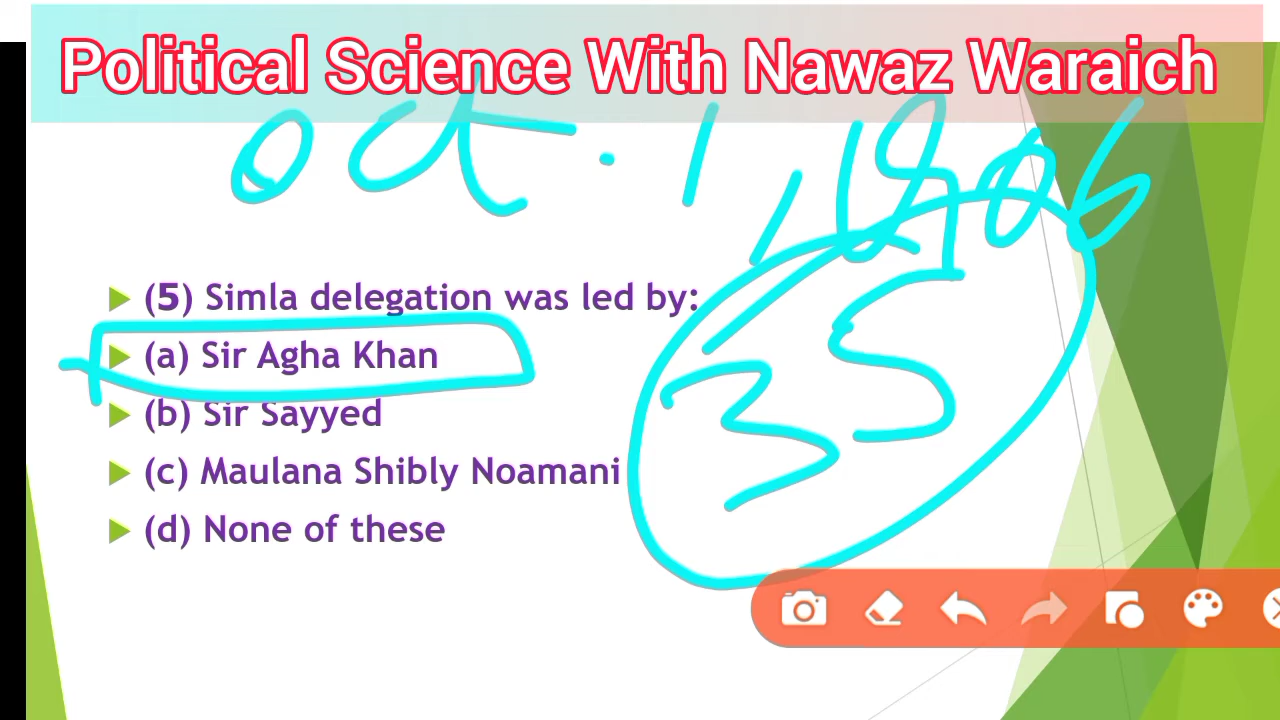 Political Science With Nawaz Waraich
oct. 1, 1906
(5) Simla delegation was led by:
(a) Sir Agha Khan
(b) Sir Sayyed
(c) Maulana Shibly Noamani
(d) None of these
35